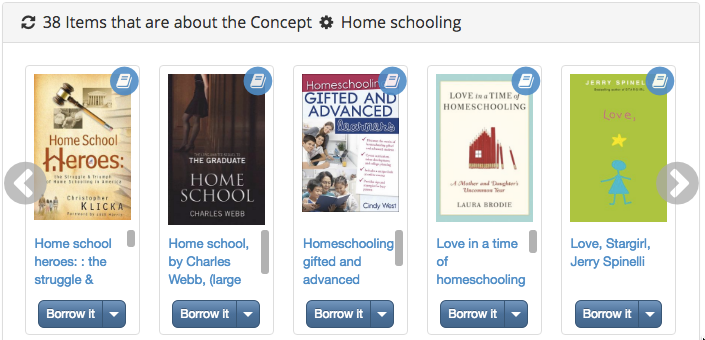 38 Items that are about the Concept Home schooling
Home School
Heroes:
The Struggle & Triumph
of Home Schooling in America
CHRISTOPHER
KLICKA
THE GRADUATE
HOME
SCHOOL
CHARLES WEBB
Homeschooling
GIFTED AND
ADVANCED
Learners
Cindy West
LOVE in a TIME of
HOMESCHOOLING
A Mother and Daughter's
Uncommon Year
LAURA BRODIE
JERRY SPINELLI
Love,
Home school
heroes: : the
struggle &
Home school,
by Charles
Webb, (large
Homeschooling
gifted and
advanced
Love in a time
of
homeschooling
Love, Stargirl,
Jerry Spinelli
Borrow it
Borrow it
Borrow it
Borrow it
Borrow it